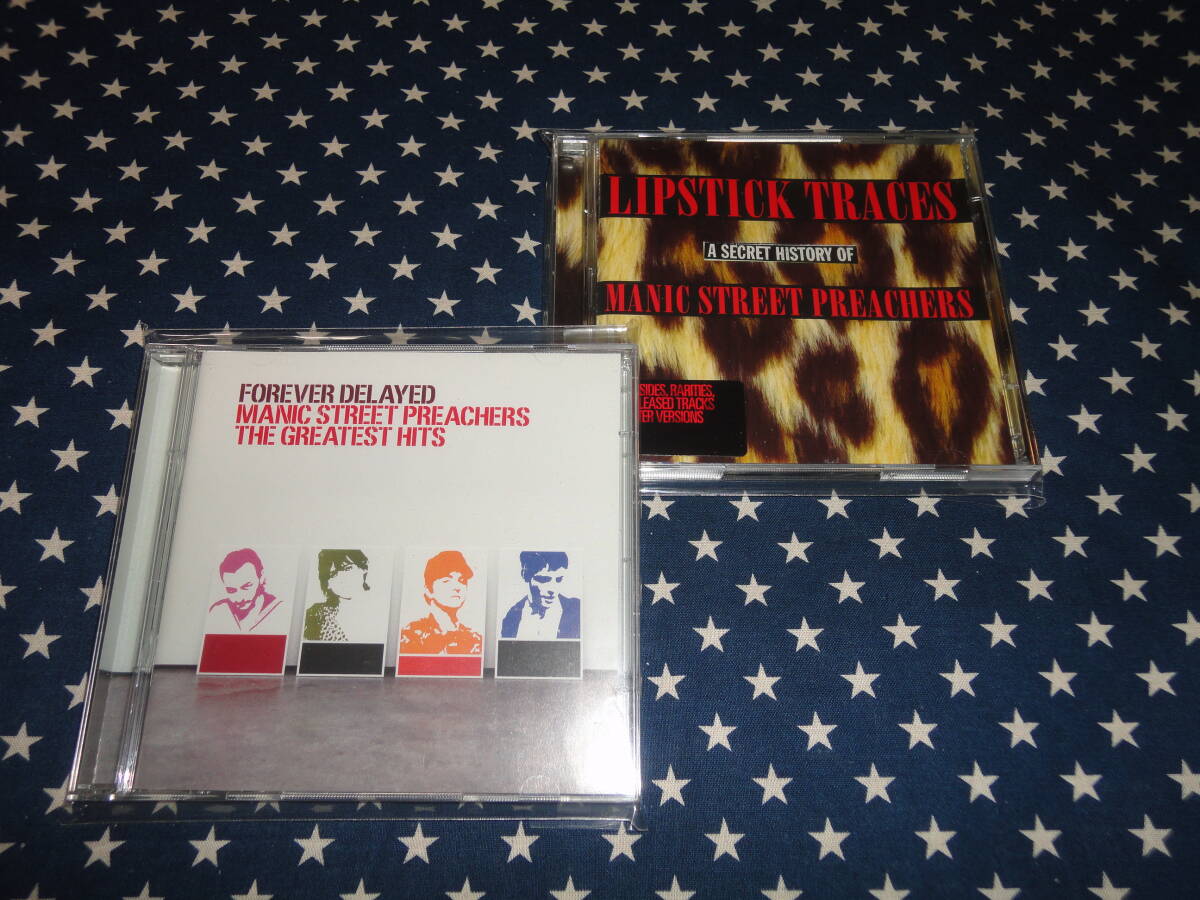 LIPSTICK TRACES
A SECRET HISTORY OF
MANIC STREET PREACHERS
SIDES, RARITIES,
LEASED TRACKS
VERSIONS
FOREVER DELAYED
MANIC STREET PREACHERS
THE GREATEST HITS